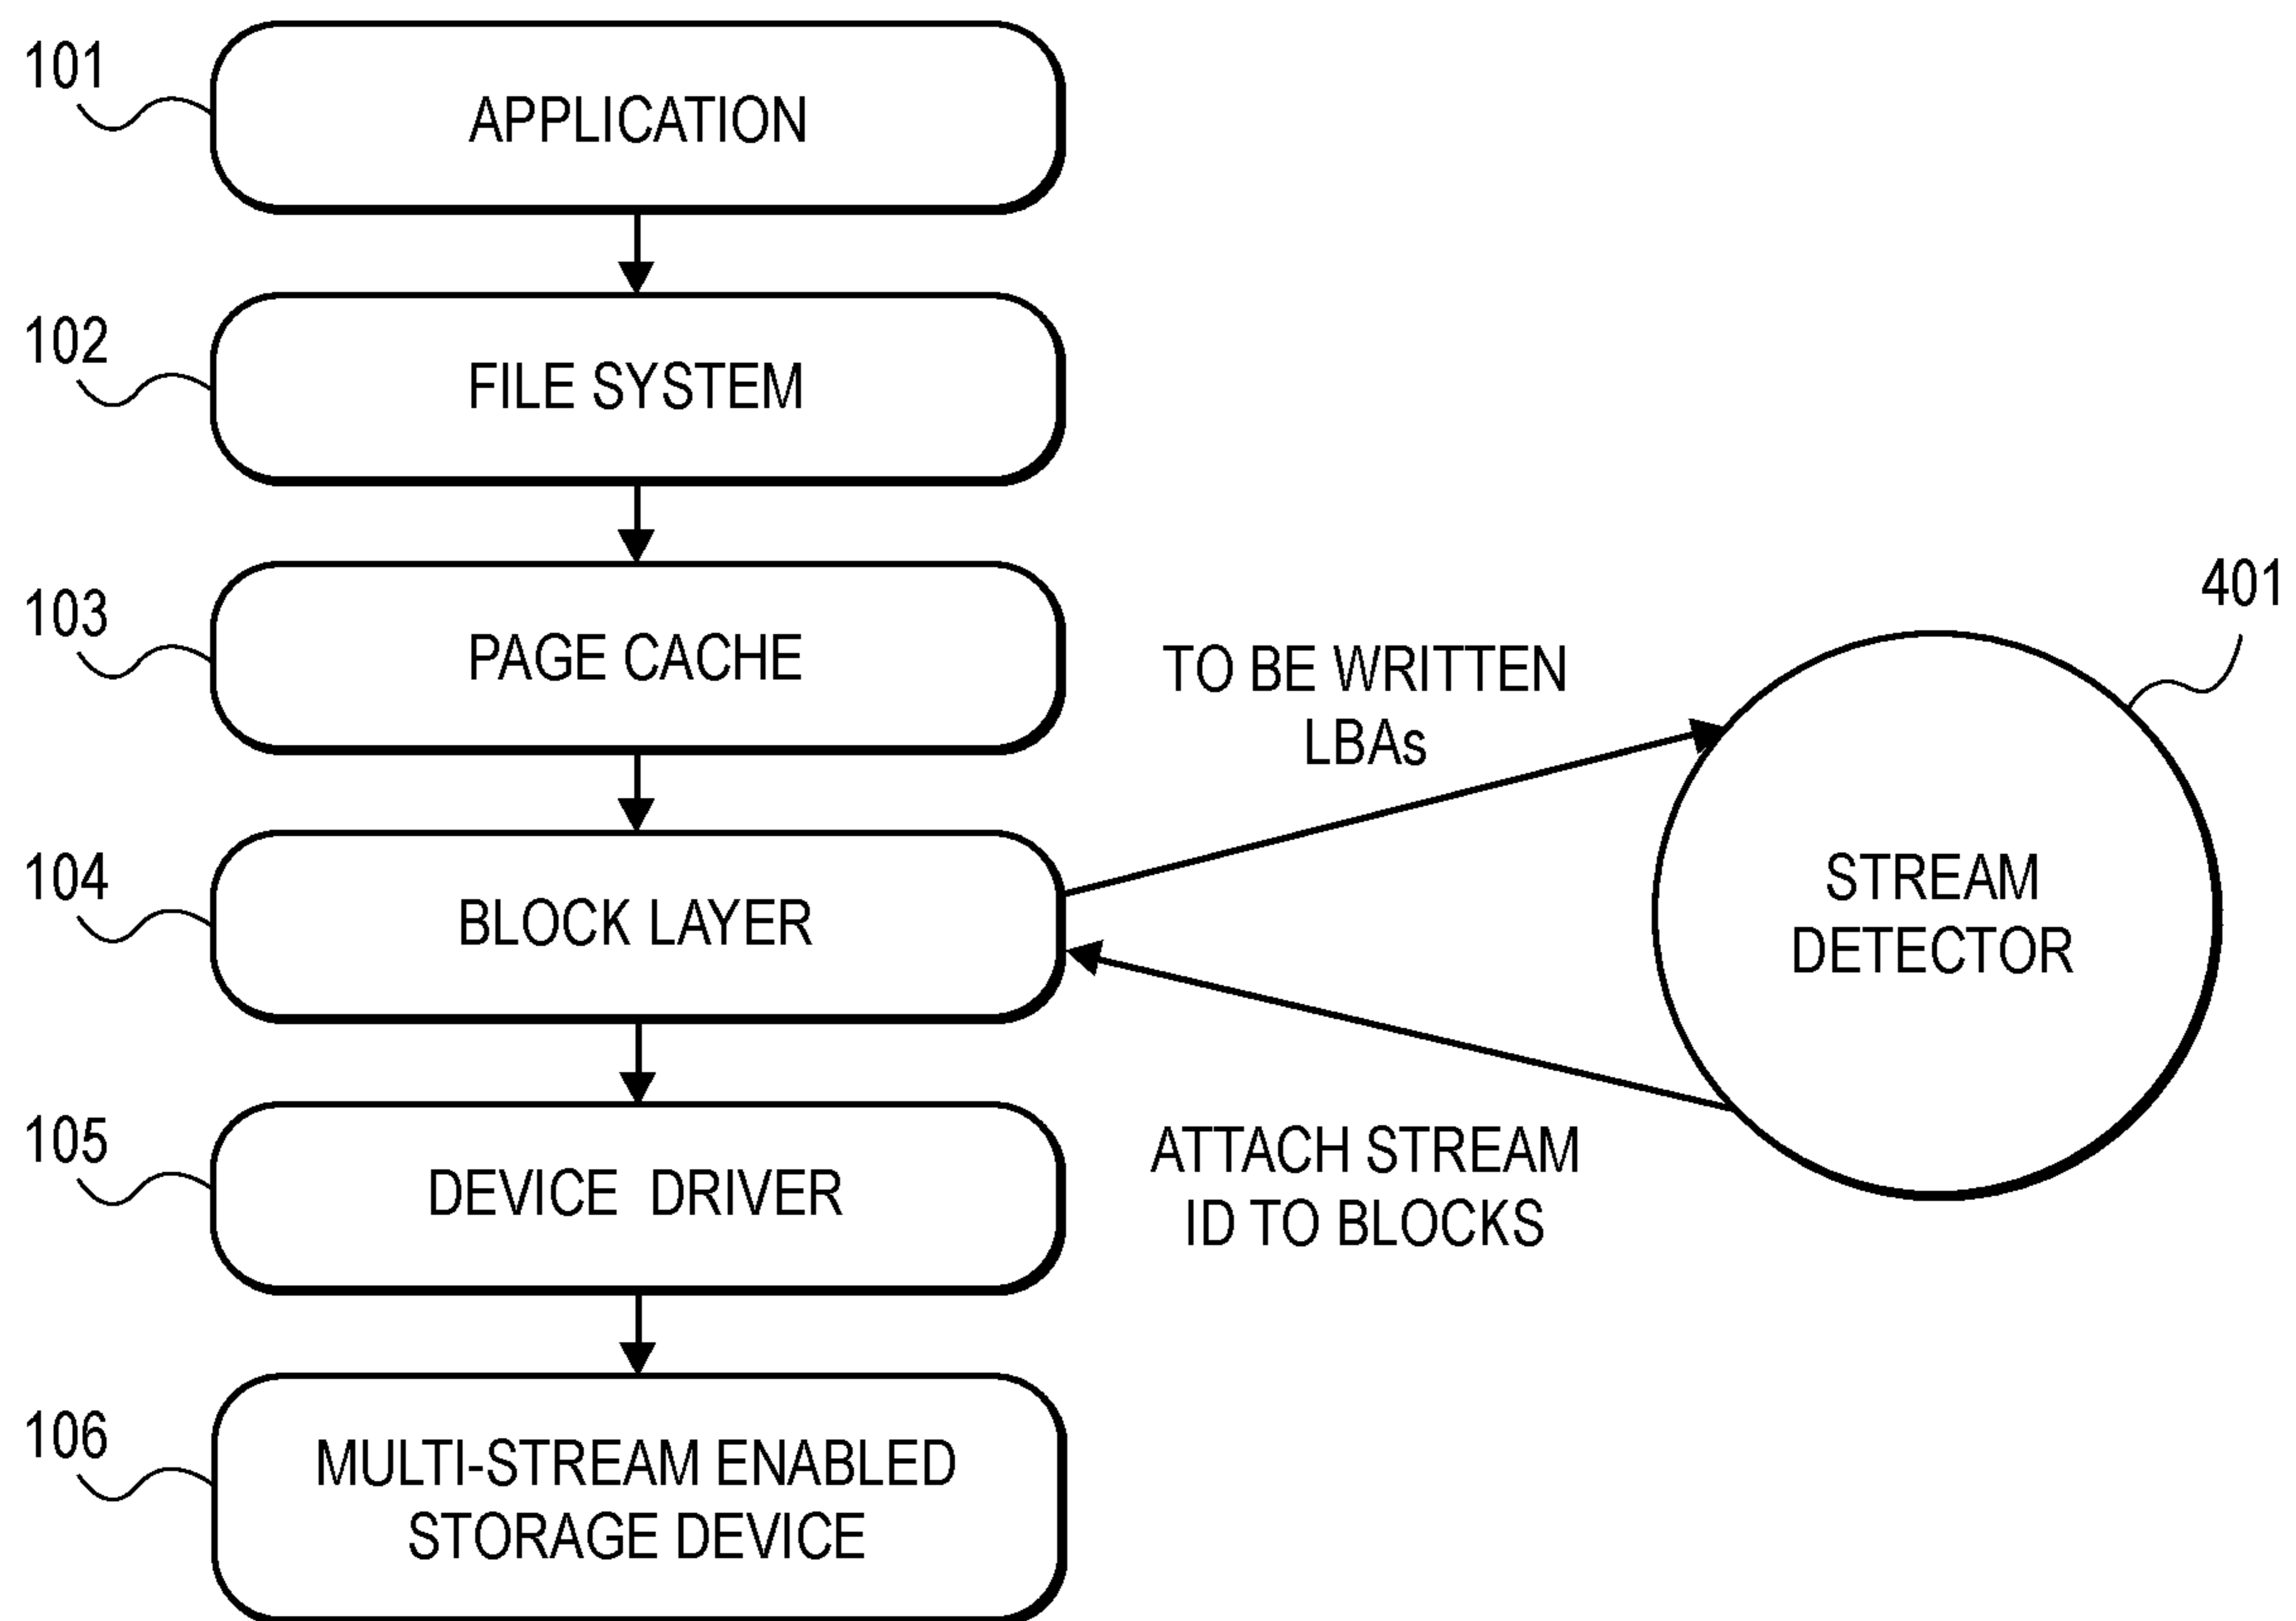 101
APPLICATION
102
FILE SYSTEM
103
PAGE CACHE
TO BE WRITTEN
LBAs
401
104
BLOCK LAYER
STREAM
DETECTOR
105
DEVICE DRIVER
ATTACH STREAM
ID TO BLOCKS
106
MULTI-STREAM ENABLED
STORAGE DEVICE